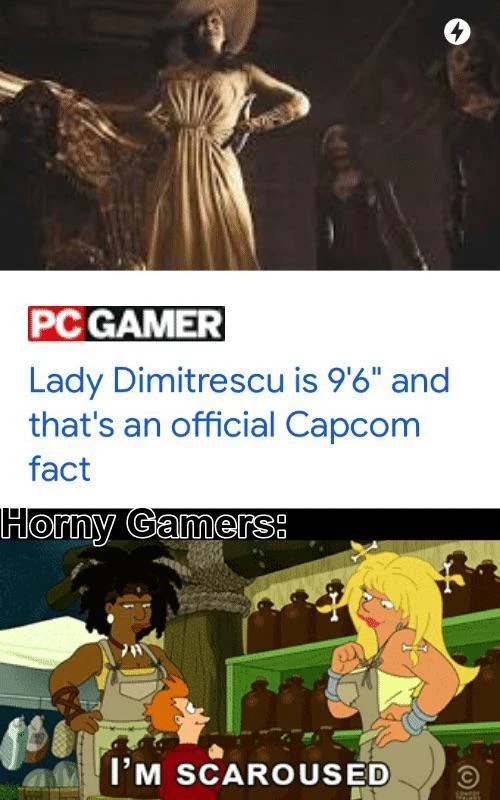 PC GAMER
Lady Dimitrescu is 9'6" and
that's an official Capcom
fact
Horny Gamers:
I'M SCAROUSED